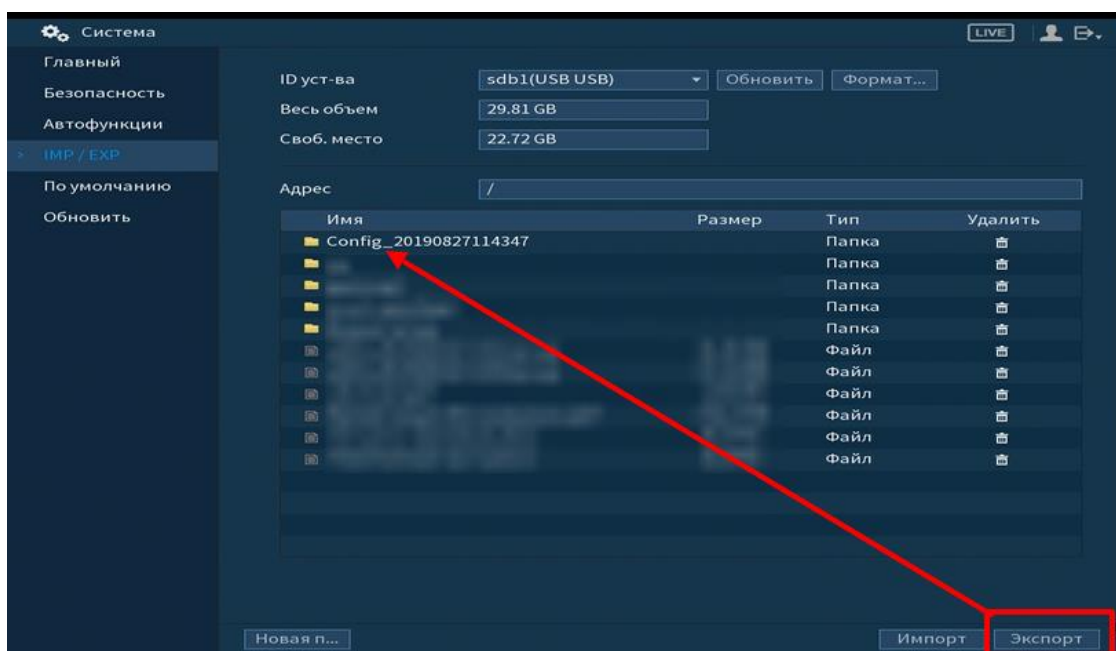 Система LIVE
Главный
Безопасность
Автофункции
> IMP / EXP
По умолчанию
Обновить
ID уст-ва sdb1(USB USB) Обновить Формат...
Весь объем 29.81 GB
Своб. место 22.72 GB
Адрес /
Имя Размер Тип Удалить
Config_20190827114347 Папка
Папка
Папка
Папка
Папка
Файл
Файл
Файл
Файл
Файл
Файл
Новая п... Импорт Экспорт